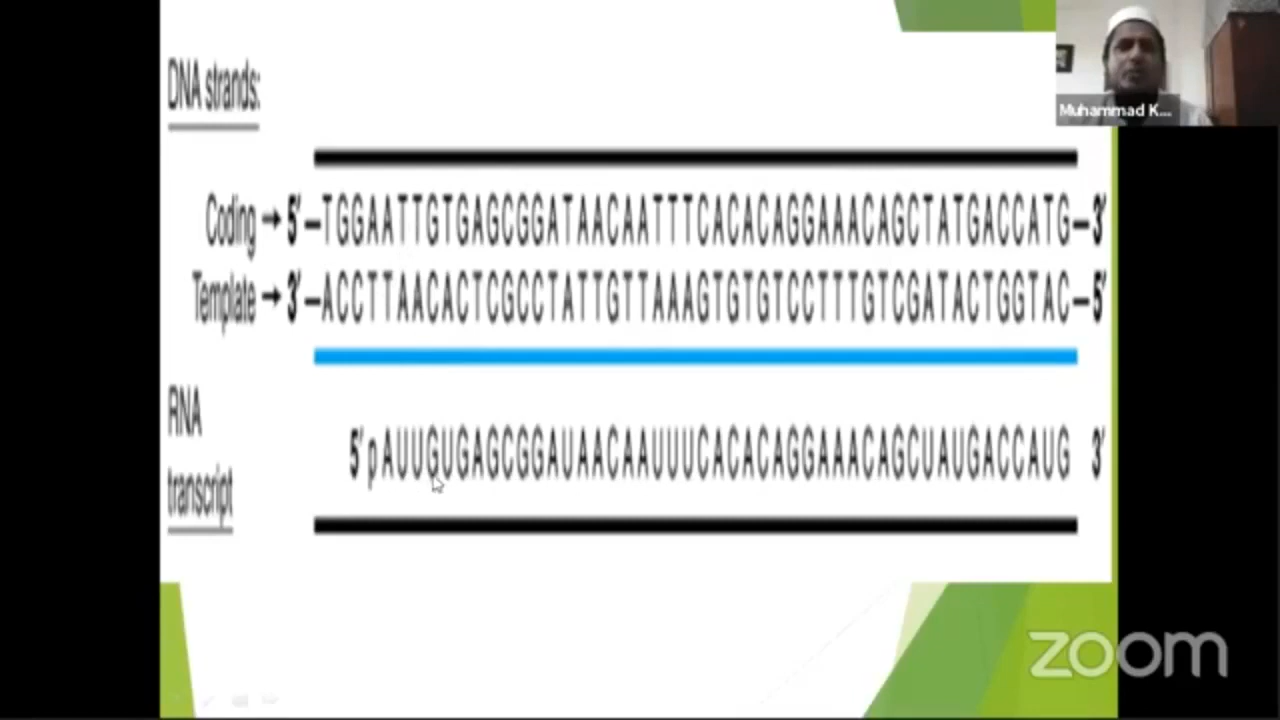 DNA strands:
Muhammad K...
Coding → 5′ –TGGAATTGTGAGCGGATAACAATTTCACACAGGAAACAGCTATGACCATG– 3′
Template → 3′ –ACCTTAACACTCGCCTATTGTTAAAGTGTGTCCTTTGTCGATACTGGTAC– 5′
RNA
5′ pAUUGUGAGCGGAUAACAAUUUCACACAGGAAACAGCUAUGACCAUG 3′
transcript
zoom